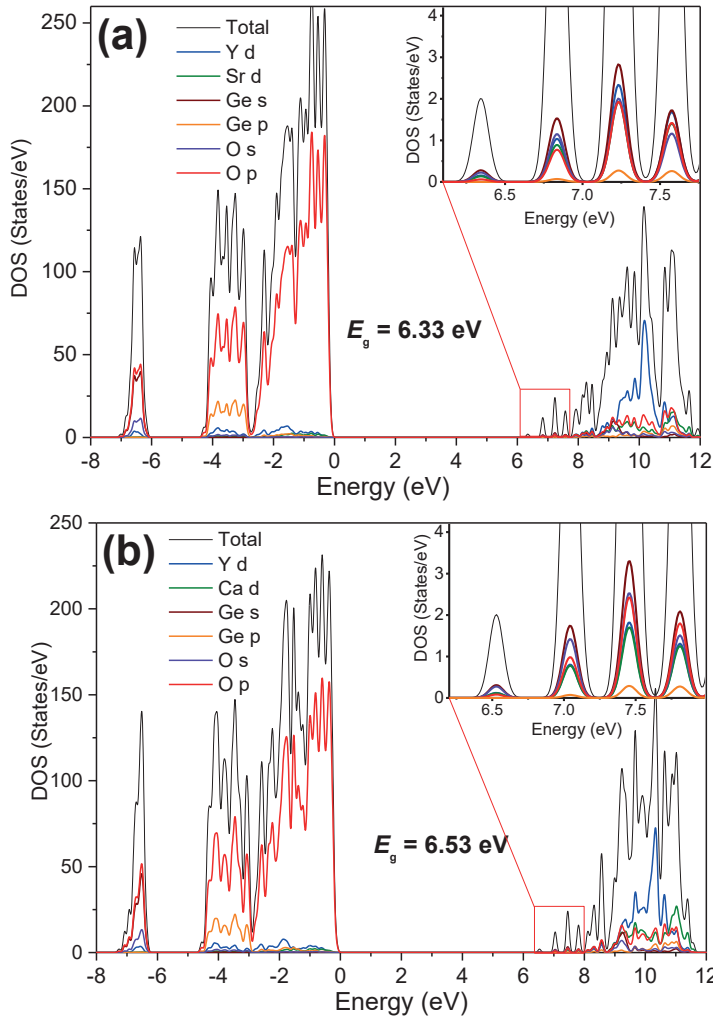 (a)
Total
Y d
Sr d
Ge s
Ge p
O s
O p
DOS (States/eV)
250
200
150
100
50
0
-8
-6
-4
-2
0
2
4
6
8
10
12
Energy (eV)
E g = 6.33 eV
DOS (States/eV)
4
3
2
1
0
6.5
7.0
7.5
Energy (eV)
(b)
Total
Y d
Ca d
Ge s
Ge p
O s
O p
DOS (States/eV)
250
200
150
100
50
0
-8
-6
-4
-2
0
2
4
6
8
10
12
Energy (eV)
E g = 6.53 eV
DOS (States/eV)
4
3
2
1
0
6.5
7.0
7.5
Energy (eV)